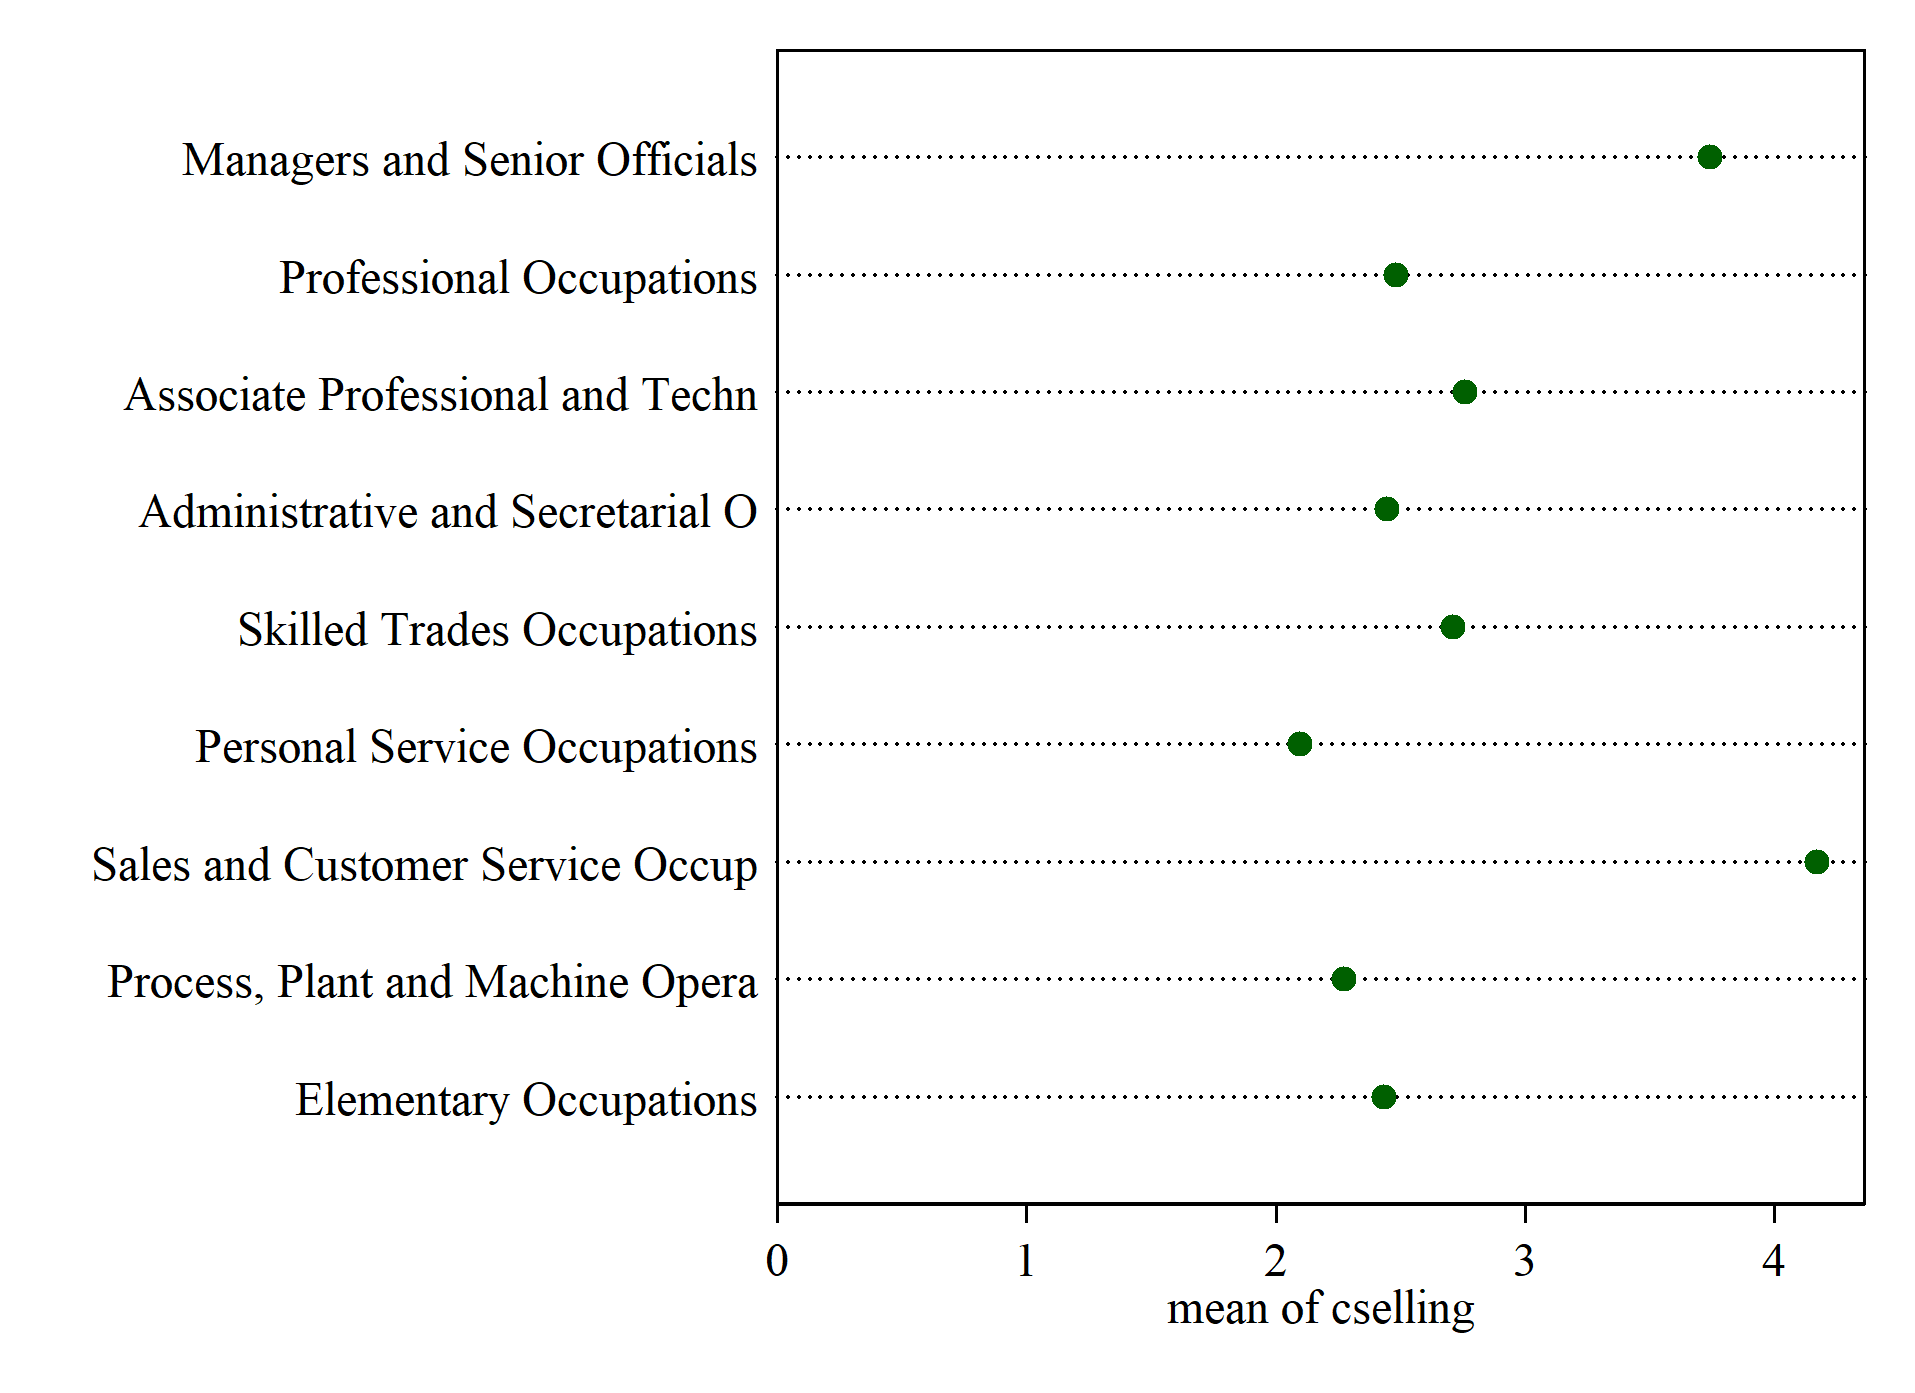 Managers and Senior Officials
Professional Occupations
Associate Professional and Techn
Administrative and Secretarial O
Skilled Trades Occupations
Personal Service Occupations
Sales and Customer Service Occup
Process, Plant and Machine Opera
Elementary Occupations
0 1 2 3 4
mean of cselling